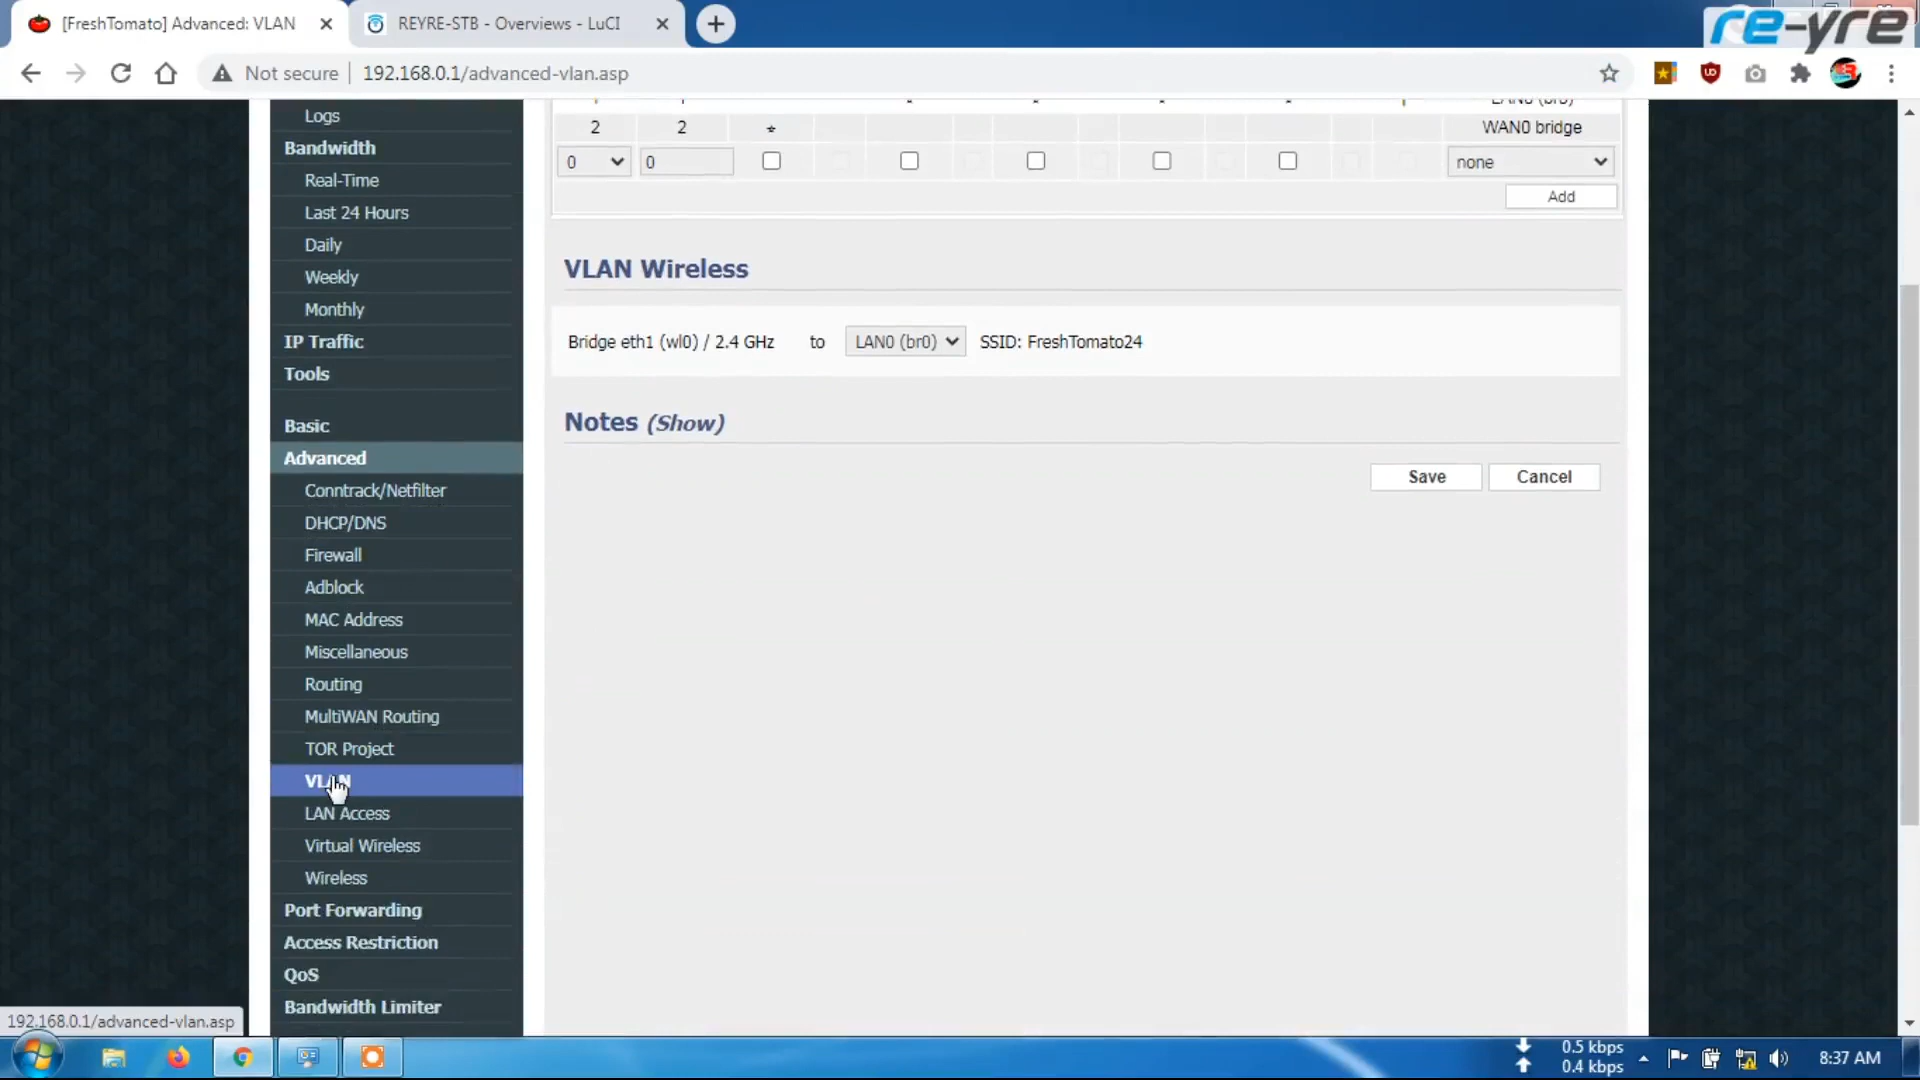 [FreshTomato] Advanced: VLAN
REYRE-STB - Overviews - LuCI
re-yre
Not secure
192.168.0.1/advanced-vlan.asp
Logs
Bandwidth
Real-Time
Last 24 Hours
Daily
Weekly
Monthly
IP Traffic
Tools
Basic
Advanced
Conntrack/Netfilter
DHCP/DNS
Firewall
Adblock
MAC Address
Miscellaneous
Routing
MultiWAN Routing
TOR Project
VLAN
LAN Access
Virtual Wireless
Wireless
Port Forwarding
Access Restriction
QoS
Bandwidth Limiter
LAN0 (br0)
2 2 * WAN0 bridge
0 0 none
Add
VLAN Wireless
Bridge eth1 (wl0) / 2.4 GHz to LAN0 (br0) SSID: FreshTomato24
Notes (Show)
Save Cancel
192.168.0.1/advanced-vlan.asp
0.5 kbps
0.4 kbps
8:37 AM